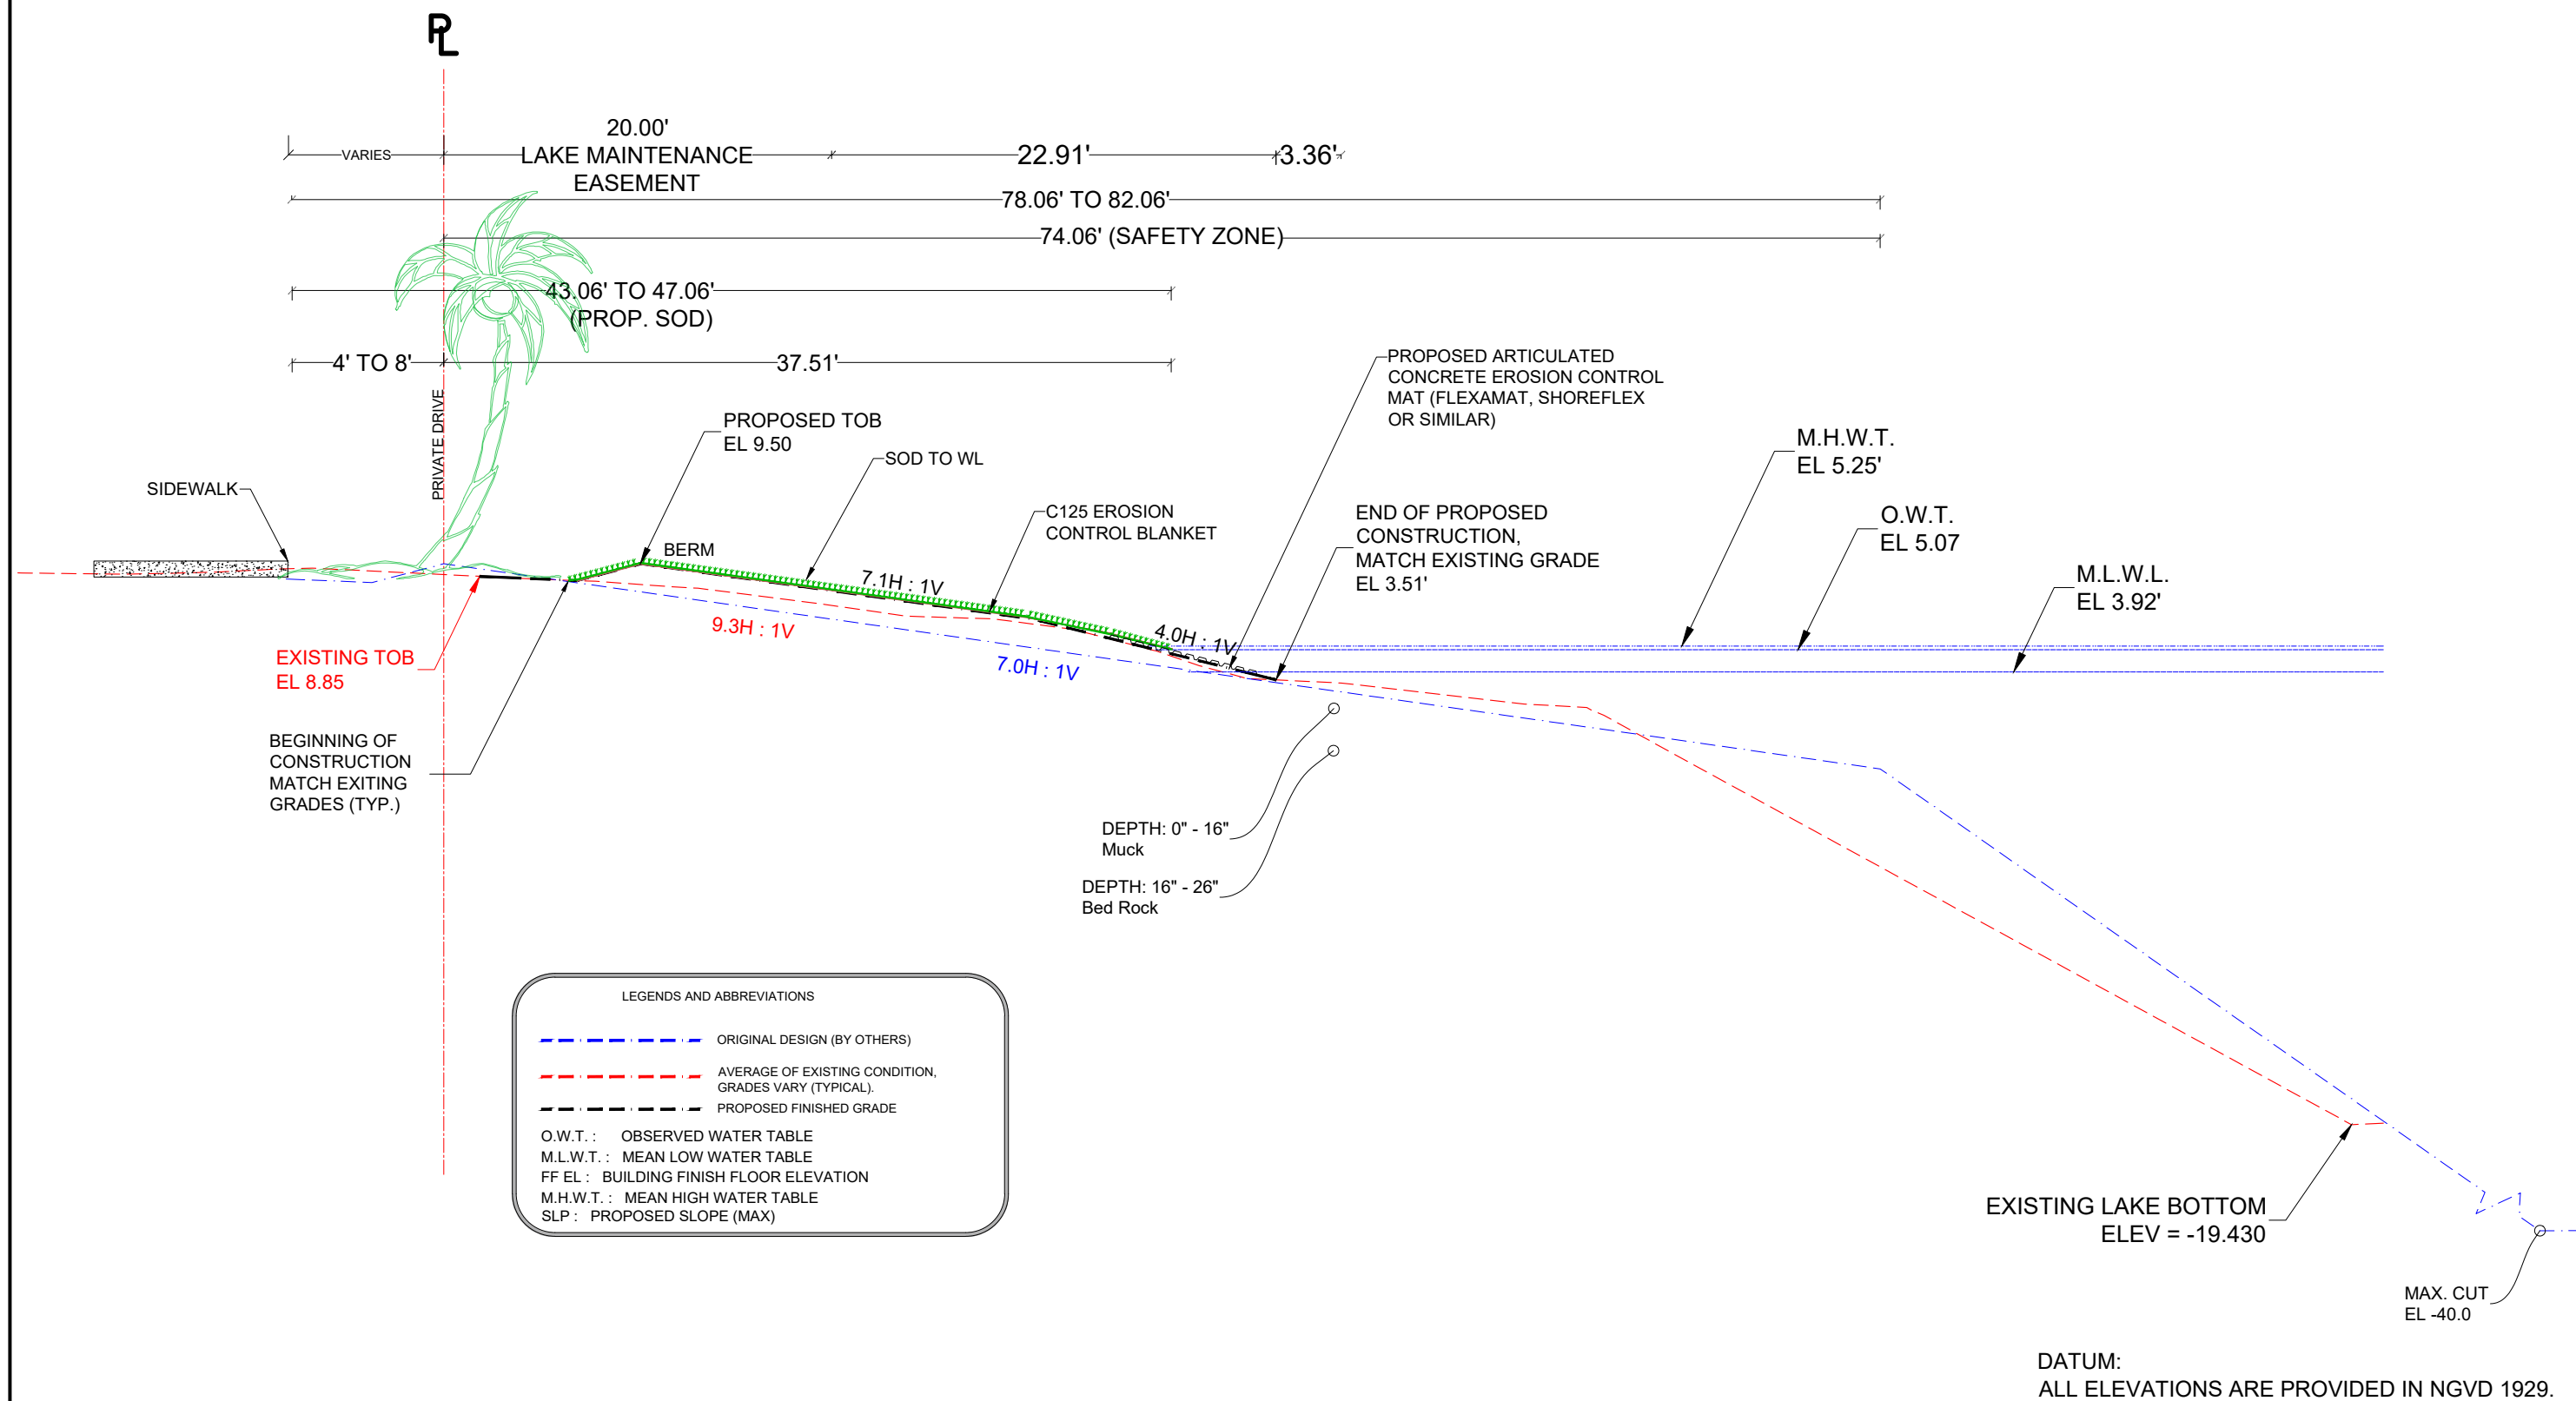 PL
20.00'
VARIES
LAKE MAINTENANCE
EASEMENT
22.91'
3.36'
78.06' TO 82.06'
74.06' (SAFETY ZONE)
43.06' TO 47.06'
(PROP. SOD)
4' TO 8'
37.51'
PRIVATE DRIVE
PROPOSED ARTICULATED
CONCRETE EROSION CONTROL
MAT (FLEXAMAT, SHOREFLEX
OR SIMILAR)
PROPOSED TOB
EL 9.50
SOD TO WL
M.H.W.T.
EL 5.25'
SIDEWALK
C125 EROSION
CONTROL BLANKET
END OF PROPOSED
CONSTRUCTION,
MATCH EXISTING GRADE
EL 3.51'
O.W.T.
EL 5.07
BERM
7.1H : 1V
M.L.W.L.
EL 3.92'
9.3H : 1V
4.0H : 1V
7.0H : 1V
EXISTING TOB
EL 8.85
BEGINNING OF
CONSTRUCTION
MATCH EXITING
GRADES (TYP.)
DEPTH: 0" - 16"
Muck
DEPTH: 16" - 26"
Bed Rock
LEGENDS AND ABBREVIATIONS
ORIGINAL DESIGN (BY OTHERS)
AVERAGE OF EXISTING CONDITION,
GRADES VARY (TYPICAL).
PROPOSED FINISHED GRADE
O.W.T. : OBSERVED WATER TABLE
M.L.W.T. : MEAN LOW WATER TABLE
FF EL : BUILDING FINISH FLOOR ELEVATION
M.H.W.T. : MEAN HIGH WATER TABLE
SLP : PROPOSED SLOPE (MAX)
EXISTING LAKE BOTTOM
ELEV = -19.430
MAX. CUT
EL -40.0
DATUM:
ALL ELEVATIONS ARE PROVIDED IN NGVD 1929.